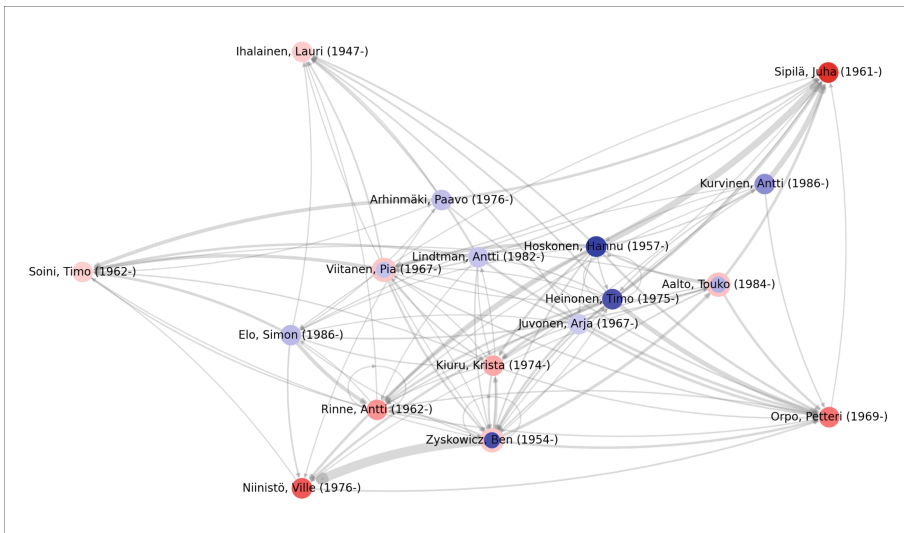 Ihalainen, Lauri (1947-)
Sipilä, Juha (1961-)
Kurvinen, Antti (1986-)
Arhinmäki, Paavo (1976-)
Hoskonen, Hannu (1957-)
Lindtman, Antti (1982-)
Soini, Timo (1962-)
Viitanen, Pia (1967-)
Aalto, Touko (1984-)
Heinonen, Timo (1975-)
Juvonen, Arja (1967-)
Elo, Simon (1986-)
Kiuru, Krista (1974-)
Rinne, Antti (1962-)
Orpo, Petteri (1969-)
Zyskowicz, Ben (1954-)
Niinistö, Ville (1976-)